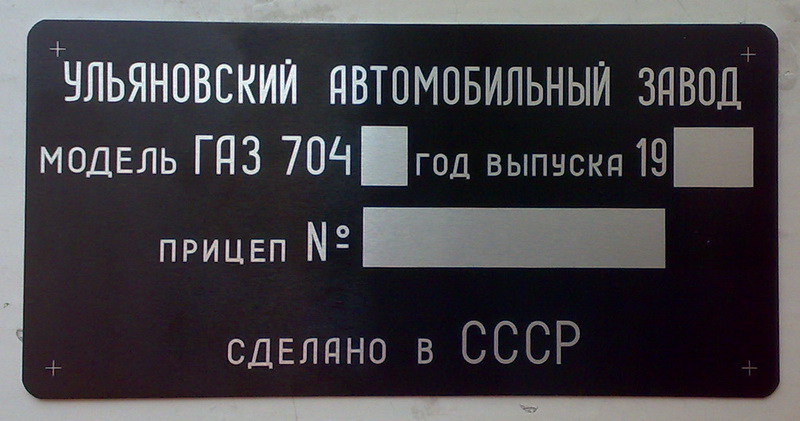 УЛЬЯНОВСКИЙ АВТОМОБИЛЬНЫЙ ЗАВОД
МОДЕЛЬ ГАЗ 704 ГОД ВЫПУСКА 19
ПРИЦЕП №
СДЕЛАНО В СССР